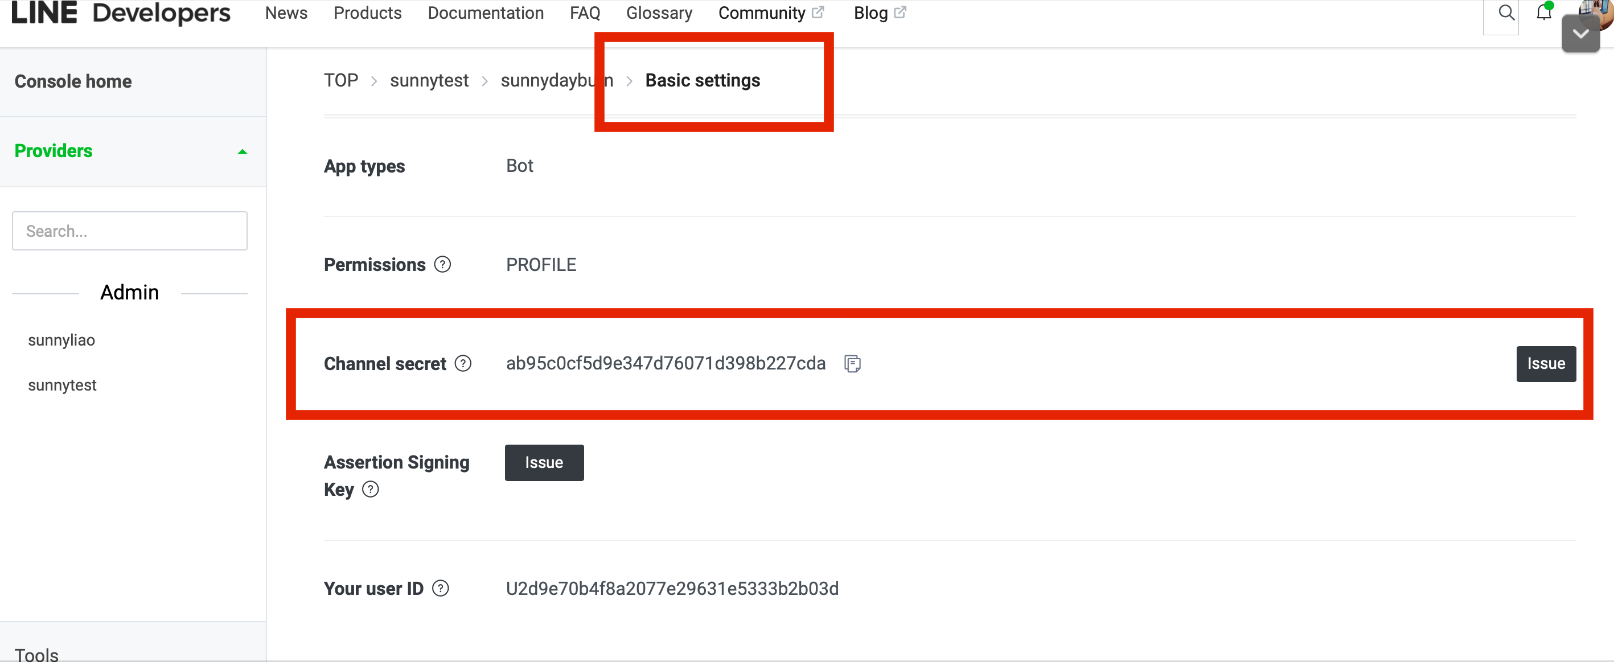 LINE Developers News Products Documentation FAQ Glossary Community Blog
Console home
TOP > sunnytest > sunnydayburn > Basic settings
Providers
App types Bot
Search...
Permissions ? PROFILE
Admin
sunnyliao
Channel secret ? ab95c0cf5d9e347d76071d398b227cda Issue
sunnytest
Assertion Signing Key ? Issue
Your user ID ? U2d9e70b4f8a2077e29631e5333b2b03d
Tools